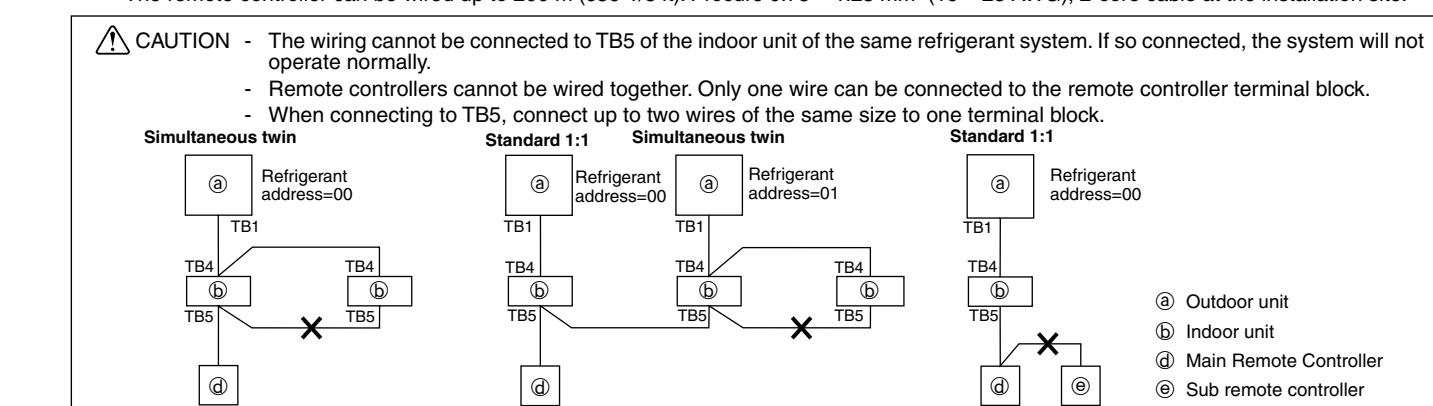 CAUTION - The wiring cannot be connected to TB5 of the indoor unit of the same refrigerant system. If so connected, the system will not
operate normally.
- Remote controllers cannot be wired together. Only one wire can be connected to the remote controller terminal block.
- When connecting to TB5, connect up to two wires of the same size to one terminal block.
Simultaneous twin
ⓐ
Refrigerant
address=00
TB1
TB4
TB4
ⓑ
ⓑ
TB5
TB5
ⓓ
Standard 1:1
Simultaneous twin
ⓐ
Refrigerant
address=00
ⓐ
Refrigerant
address=01
TB1
TB1
TB4
TB4
TB4
ⓑ
ⓑ
ⓑ
TB5
TB5
TB5
ⓓ
Standard 1:1
ⓐ
Refrigerant
address=00
TB1
TB4
ⓑ
TB5
ⓓ
ⓔ
ⓐ Outdoor unit
ⓑ Indoor unit
ⓓ Main Remote Controller
ⓔ Sub remote controller